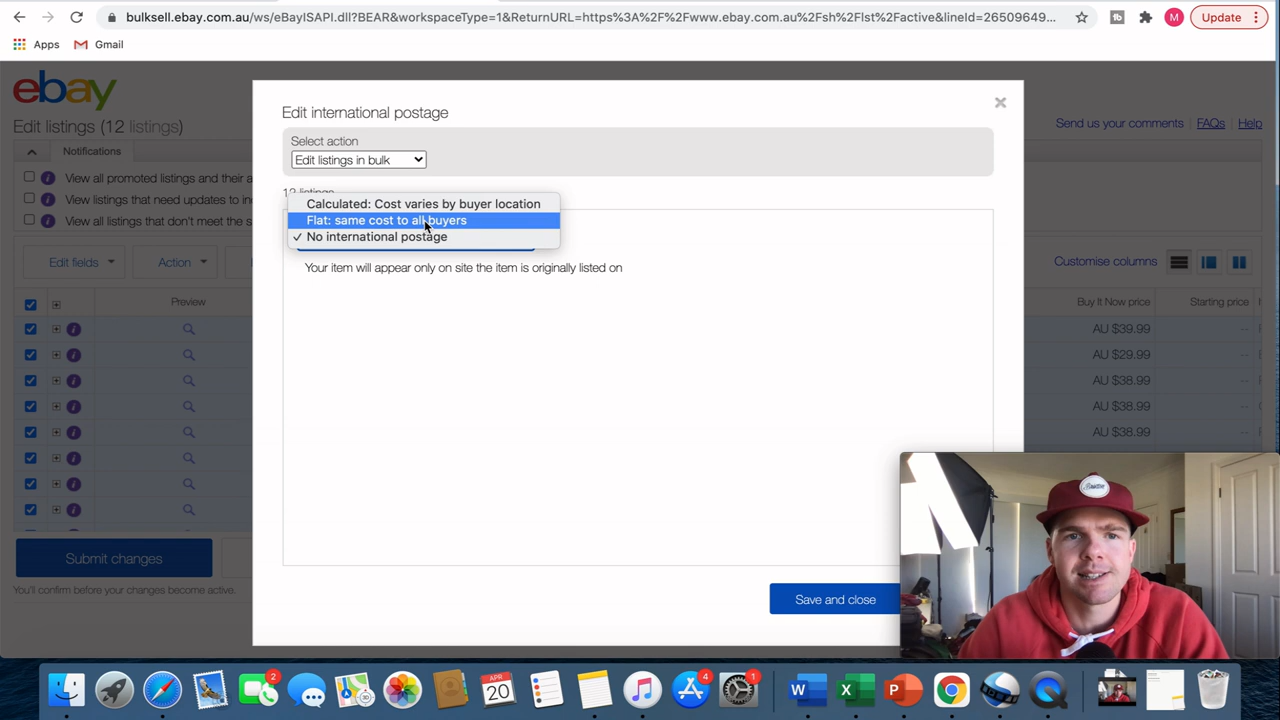 bulksell.ebay.com.au/ws/eBayISAPI.dll?BEAR&workspaceType=1&ReturnURL=https%3A%2F%2Fwww.ebay.com.au%2Fsh%2Flst%2Factive&lineId=26509649...
M
Update
Apps
Gmail
ebay
Edit listings (12 listings)
Send us your comments
FAQs
Help
Notifications
View all promoted listings and their a
View listings that need updates to in
View all listings that don't meet the s
Edit fields
Action
Customise columns
Preview
Buy It Now price
Starting price
AU $39.99
--
AU $29.99
--
AU $38.99
--
AU $38.99
--
AU $38.99
--
Submit changes
You'll confirm before your changes become active.
Edit international postage
Select action
Edit listings in bulk
listings
Calculated: Cost varies by buyer location
Flat: same cost to all buyers
No international postage
Your item will appear only on site the item is originally listed on
Save and close
2
APR
20
4
1
W
X
P